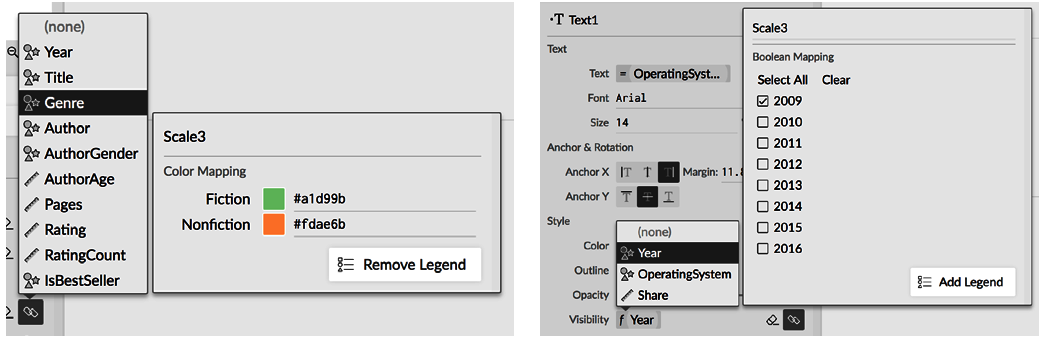 (none)
Year
Title
Genre
Author
AuthorGender
AuthorAge
Pages
Rating
RatingCount
IsBestSeller
Scale3
Color Mapping
Fiction #a1d99b
Nonfiction #fdae6b
Remove Legend
T Text1
Text
Text = OperatingSyst...
Font Arial
Size 14
Anchor & Rotation
Anchor X T T T Margin: 11.8
Anchor Y T T T
Style
Color
Outline
Opacity
Visibility f Year
(none)
Year
OperatingSystem
Share
Scale3
Boolean Mapping
Select All Clear
2009
2010
2011
2012
2013
2014
2015
2016
Add Legend